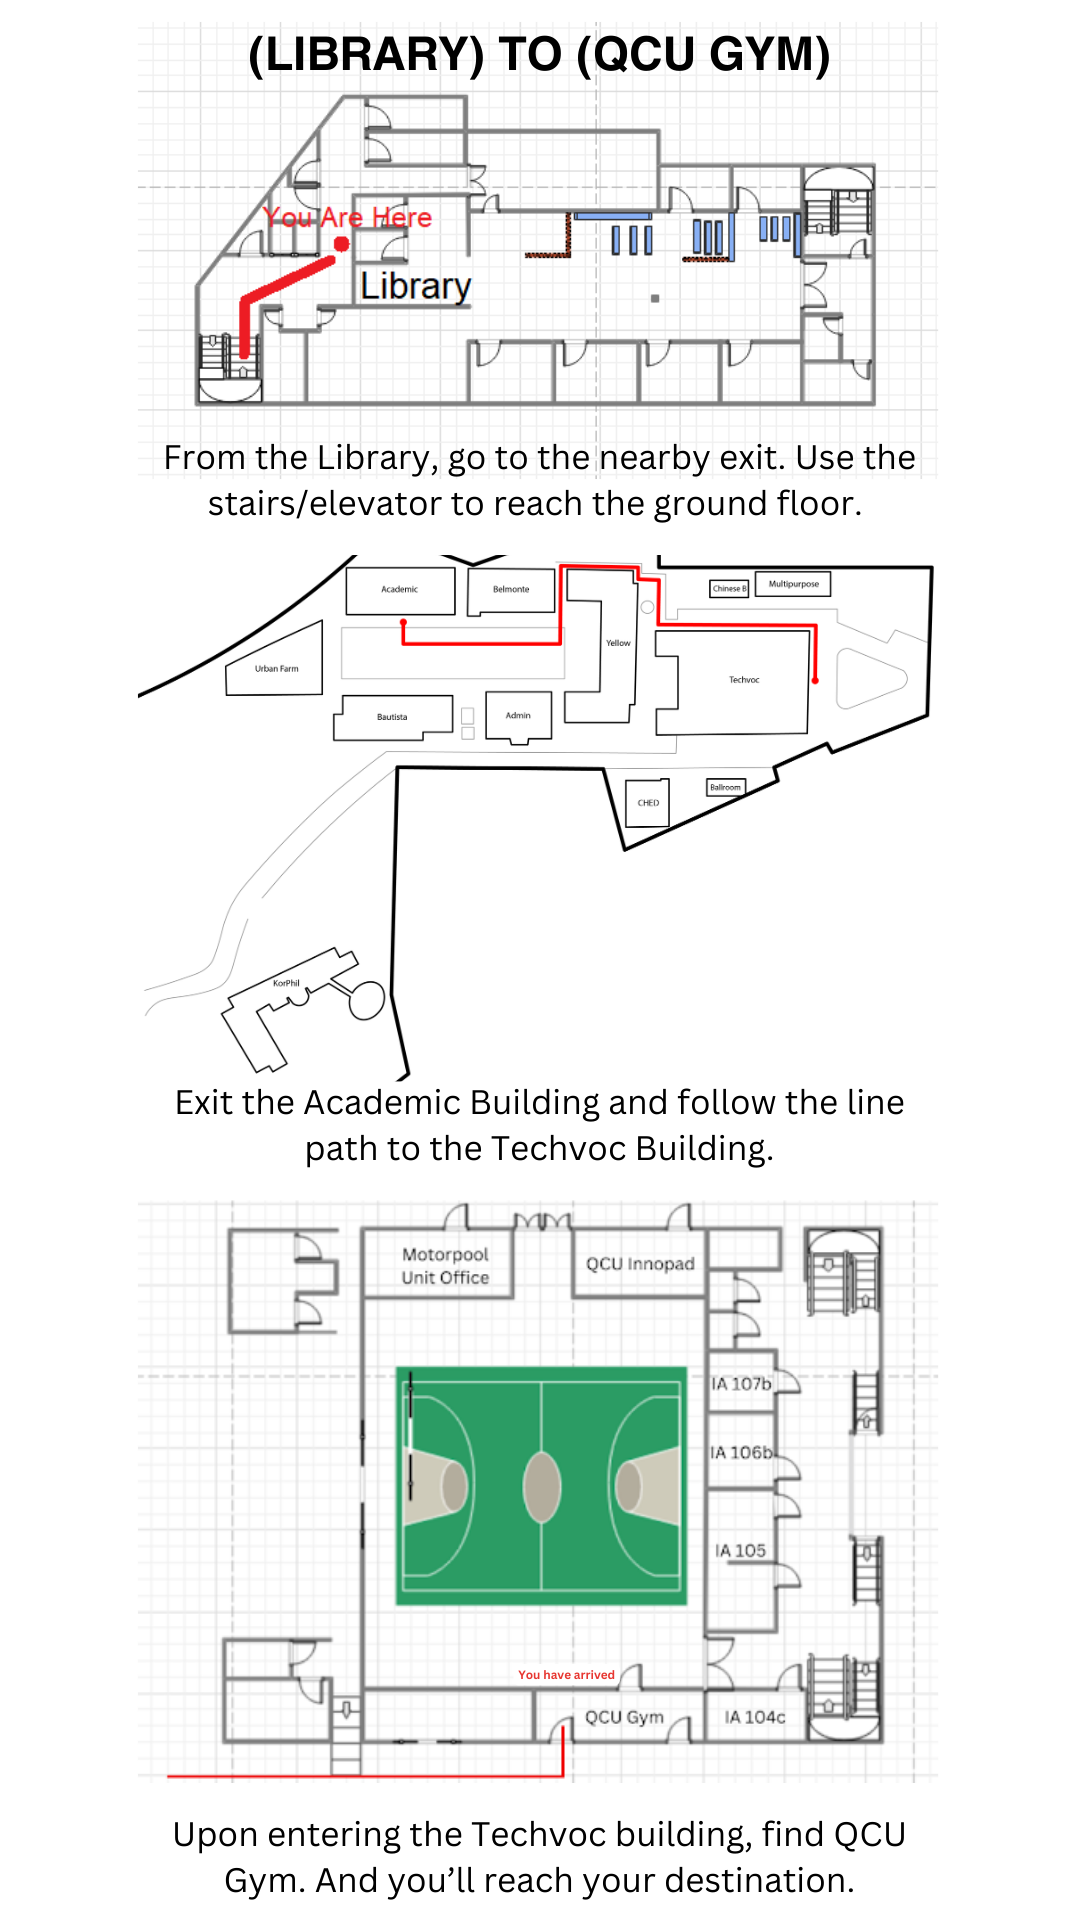 (LIBRARY) TO (QCU GYM)
You Are Here
Library
From the Library, go to the nearby exit. Use the
stairs/elevator to reach the ground floor.
Academic
Belmonte
Chinese B
Multipurpose
Yellow
Urban Farm
Techvoc
Bautista
Admin
CHED
Ballroom
KorPhil
Exit the Academic Building and follow the line
path to the Techvoc Building.
Motorpool
Unit Office
QCU Innopad
IA 107b
IA 106b
IA 105
You have arrived
QCU Gym
IA 104c
Upon entering the Techvoc building, find QCU
Gym. And you’ll reach your destination.